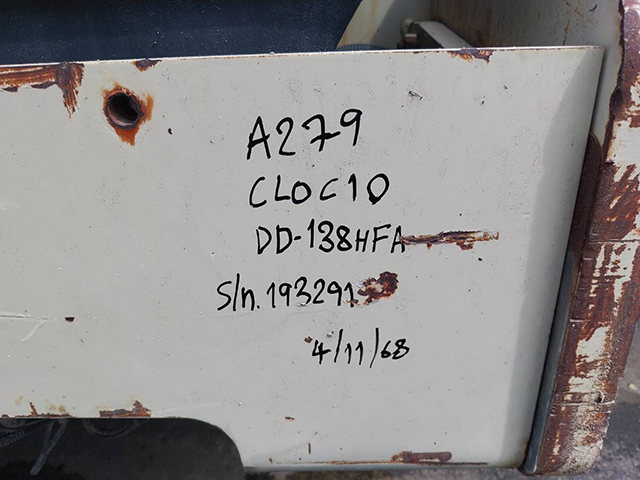 A279
CLOC10
DD-138HFA
S/n. 193291
4/11/68